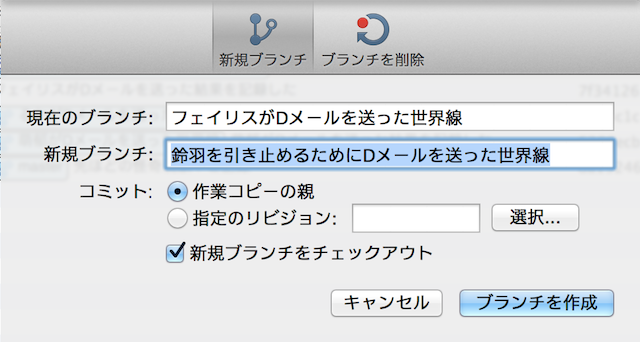 新規ブランチ ブランチを削除
現在のブランチ: フェイリスがDメールを送った世界線
新規ブランチ: 鈴羽を引き止めるためにDメールを送った世界線
コミット: 作業コピーの親
指定のリビジョン: 選択...
新規ブランチをチェックアウト
キャンセル ブランチを作成